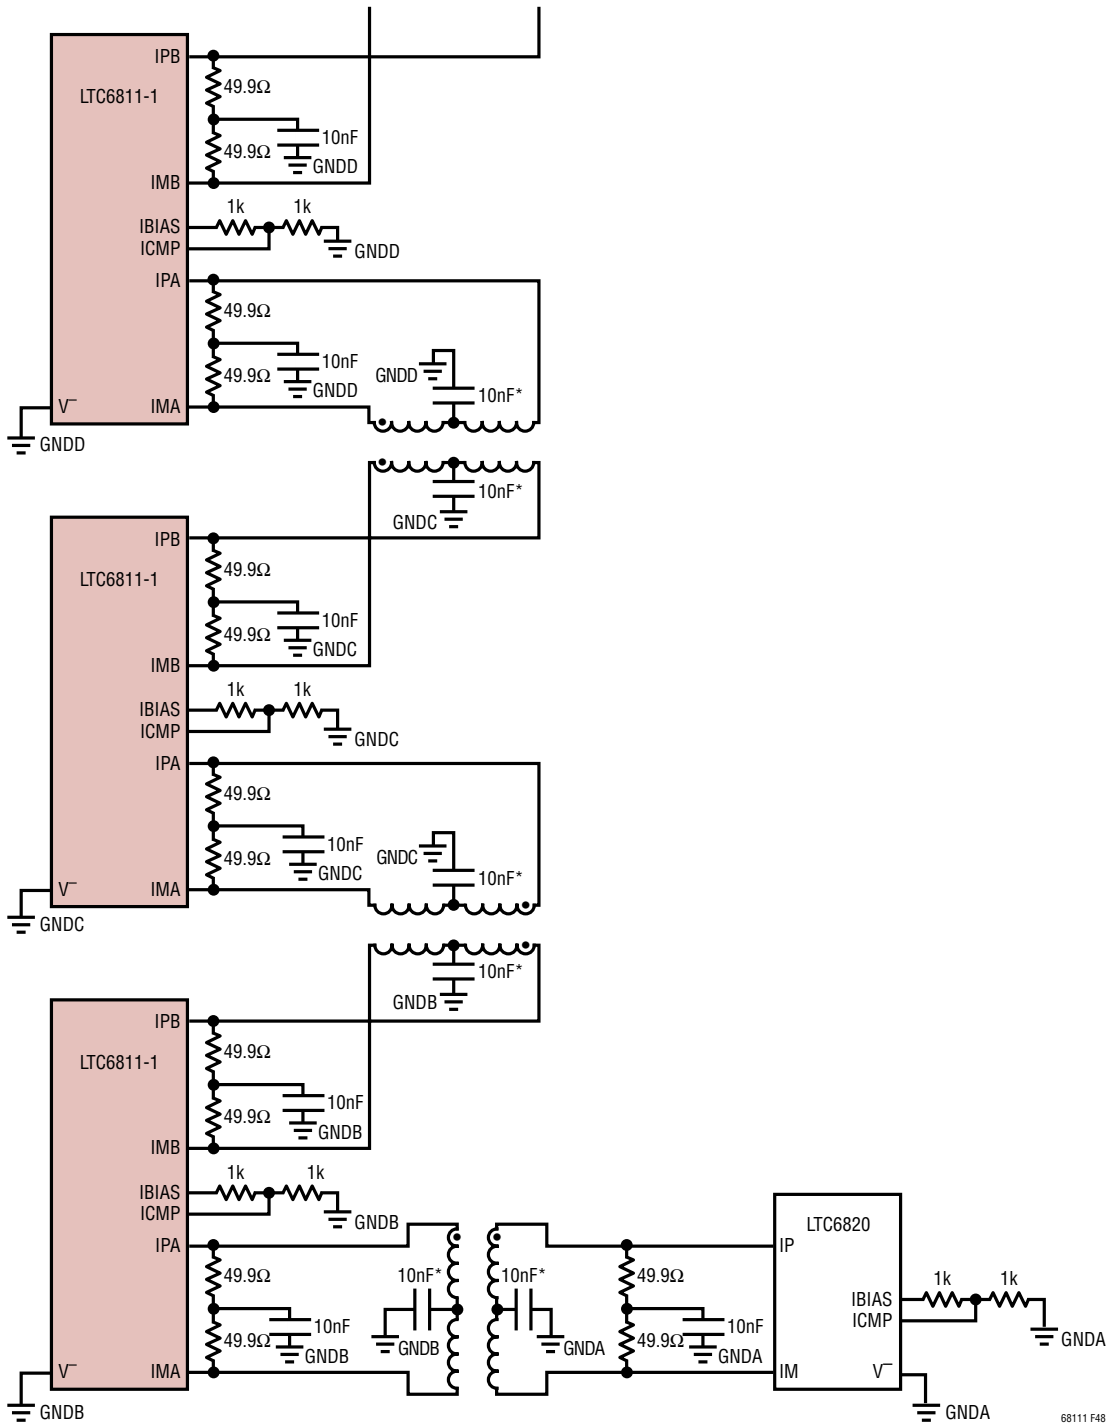 IPB
49.9Ω
LTC6811-1
10nF
49.9Ω
GNDD
IMB
1k 1k
IBIAS
ICMP
GNDD
IPA
49.9Ω
10nF
49.9Ω
GNDD
GNDD
10nF*
V– IMA
GNDD
10nF*
GNDC
IPB
49.9Ω
LTC6811-1
10nF
49.9Ω
GNDC
IMB
1k 1k
IBIAS
ICMP
GNDC
IPA
49.9Ω
10nF
49.9Ω
GNDC
GNDC
10nF*
V– IMA
GNDC
10nF*
GNDB
IPB
49.9Ω
LTC6811-1
10nF
49.9Ω
GNDB
IMB
1k 1k
IBIAS
ICMP
GNDB
IPA
49.9Ω
10nF
49.9Ω
GNDB
10nF* 10nF*
GNDB GNDA
V– IMA
GNDB
49.9Ω
10nF
49.9Ω
GNDA
LTC6820
IP
1k 1k
IBIAS
ICMP
GNDA
IM V–
GNDA
68111 F48